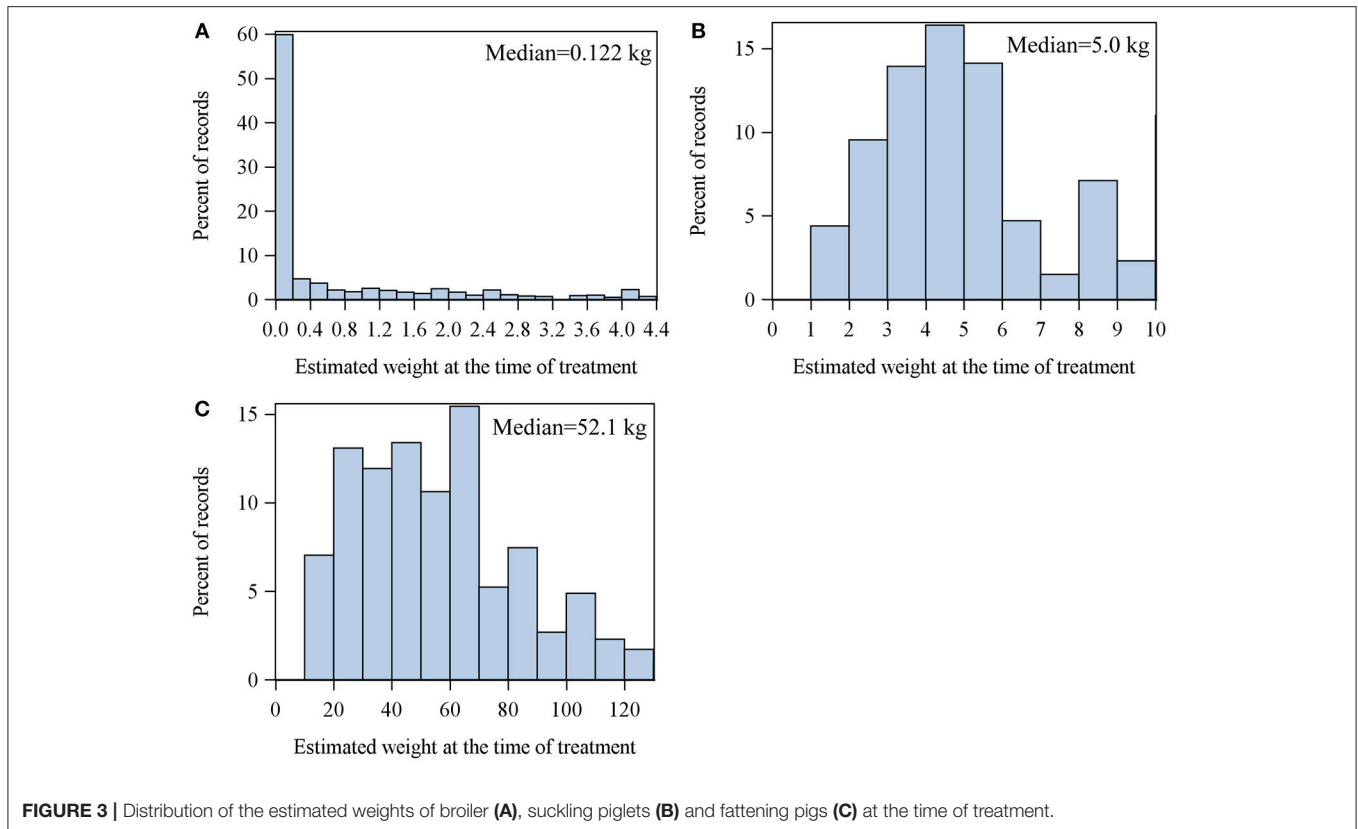 A
Median=0.122 kg
Percent of records
60
50
40
30
20
10
0
0.0 0.4 0.8 1.2 1.6 2.0 2.4 2.8 3.2 3.6 4.0 4.4
Estimated weight at the time of treatment
B
Median=5.0 kg
Percent of records
15
10
5
0
0 1 2 3 4 5 6 7 8 9 10
Estimated weight at the time of treatment
C
Median=52.1 kg
Percent of records
15
10
5
0
0 20 40 60 80 100 120
Estimated weight at the time of treatment
FIGURE 3 | Distribution of the estimated weights of broiler (A), suckling piglets (B) and fattening pigs (C) at the time of treatment.